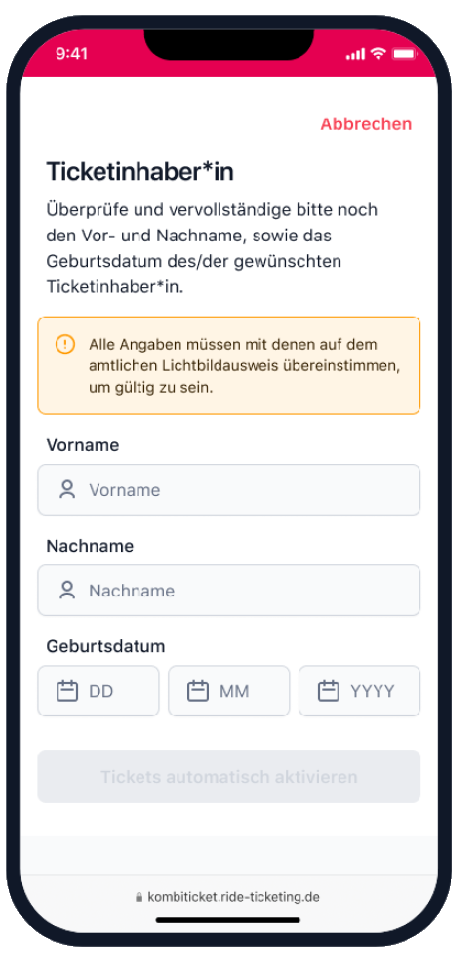 9:41
Abbrechen
Ticketinhaber*in
Überprüfe und vervollständige bitte noch
den Vor- und Nachname, sowie das
Geburtsdatum des/der gewünschten
Ticketinhaber*in.
Alle Angaben müssen mit denen auf dem
amtlichen Lichtbildausweis übereinstimmen,
um gültig zu sein.
Vorname
Vorname
Nachname
Nachname
Geburtsdatum
DD MM YYYY
Tickets automatisch aktivieren
kombiticket.ride-ticketing.de